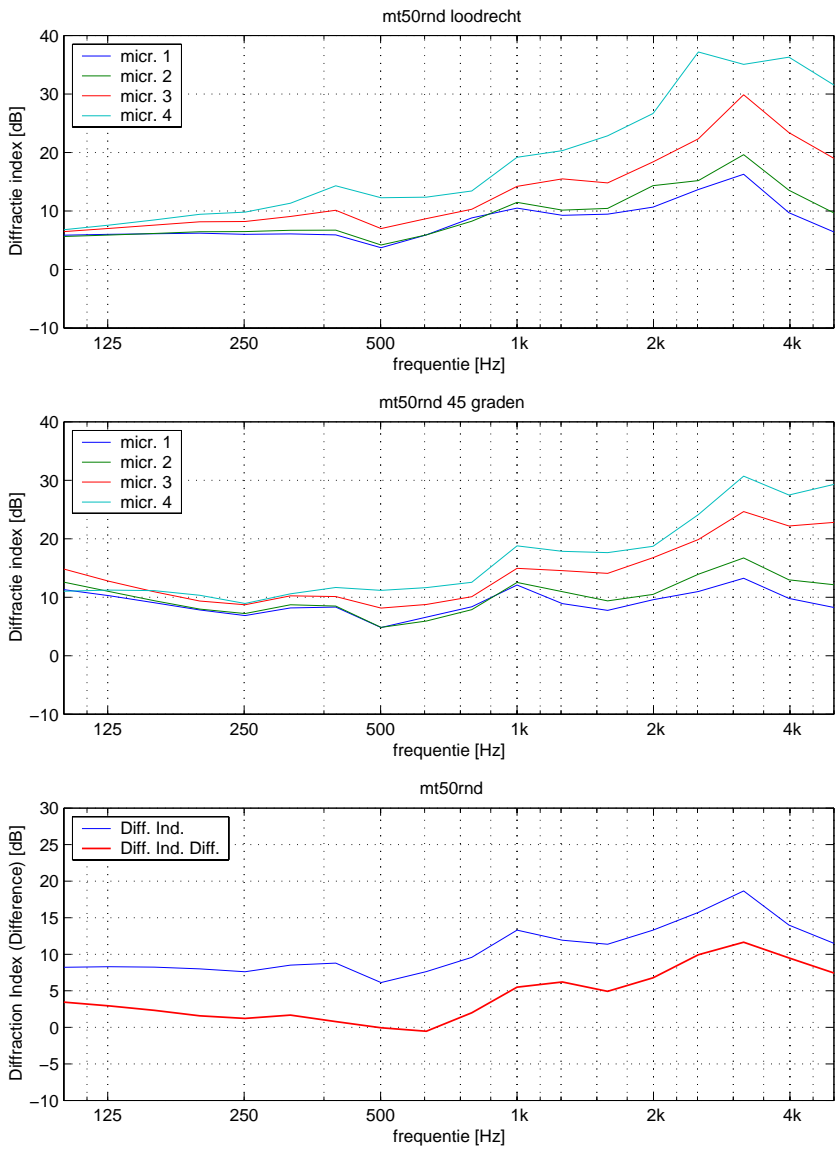 mt50rnd loodrecht
Diffractie index [dB]
40
30
20
10
0
−10
micr. 1
micr. 2
micr. 3
micr. 4
125 250 500 1k 2k 4k
frequentie [Hz]
mt50rnd 45 graden
Diffractie index [dB]
40
30
20
10
0
−10
micr. 1
micr. 2
micr. 3
micr. 4
125 250 500 1k 2k 4k
frequentie [Hz]
mt50rnd
Diffraction Index (Difference) [dB]
30
25
20
15
10
5
0
−5
−10
Diff. Ind.
Diff. Ind. Diff.
125 250 500 1k 2k 4k
frequentie [Hz]